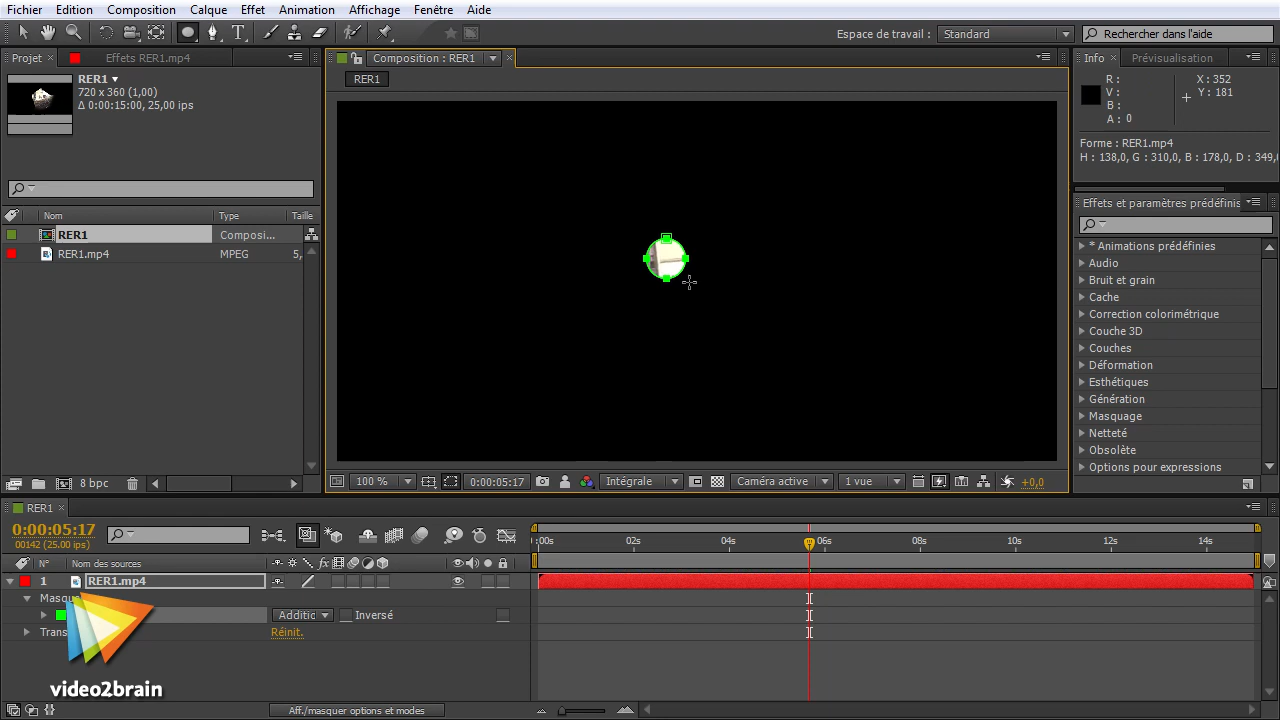 Fichier Edition Composition Calque Effet Animation Affichage Fenêtre Aide
Espace de travail : Standard
Rechercher dans l'aide
Projet × Effets RER1.mp4
RER1
720 x 360 (1,00)
Δ 0:00:15:00, 25,00 ips
Nom Type Taille
RER1 Composi...
RER1.mp4 MPEG 5,
8 bpc
Composition : RER1 ×
RER1
100 % 0:00:05:17 Intégrale Caméra active 1 vue +0,0
Info × Prévisualisation
R : X : 352
V : Y : 181
B :
A : 0
Forme : RER1.mp4
H : 138,0, G : 310,0, B : 178,0, D : 349,
Effets et paramètres prédéfinis
* Animations prédéfinies
Audio
Bruit et grain
Cache
Correction colorimétrique
Couche 3D
Couches
Déformation
Esthétiques
Génération
Masquage
Netteté
Obsolète
Options pour expressions
RER1 ×
0:00:05:17
00142 (25.00 ips)
:00s 02s 04s 06s 08s 10s 12s 14s
N° Nom des sources
1 RER1.mp4
Masqu
Additic Inversé
Trans Réinit.
video2brain
Aff./masquer options et modes